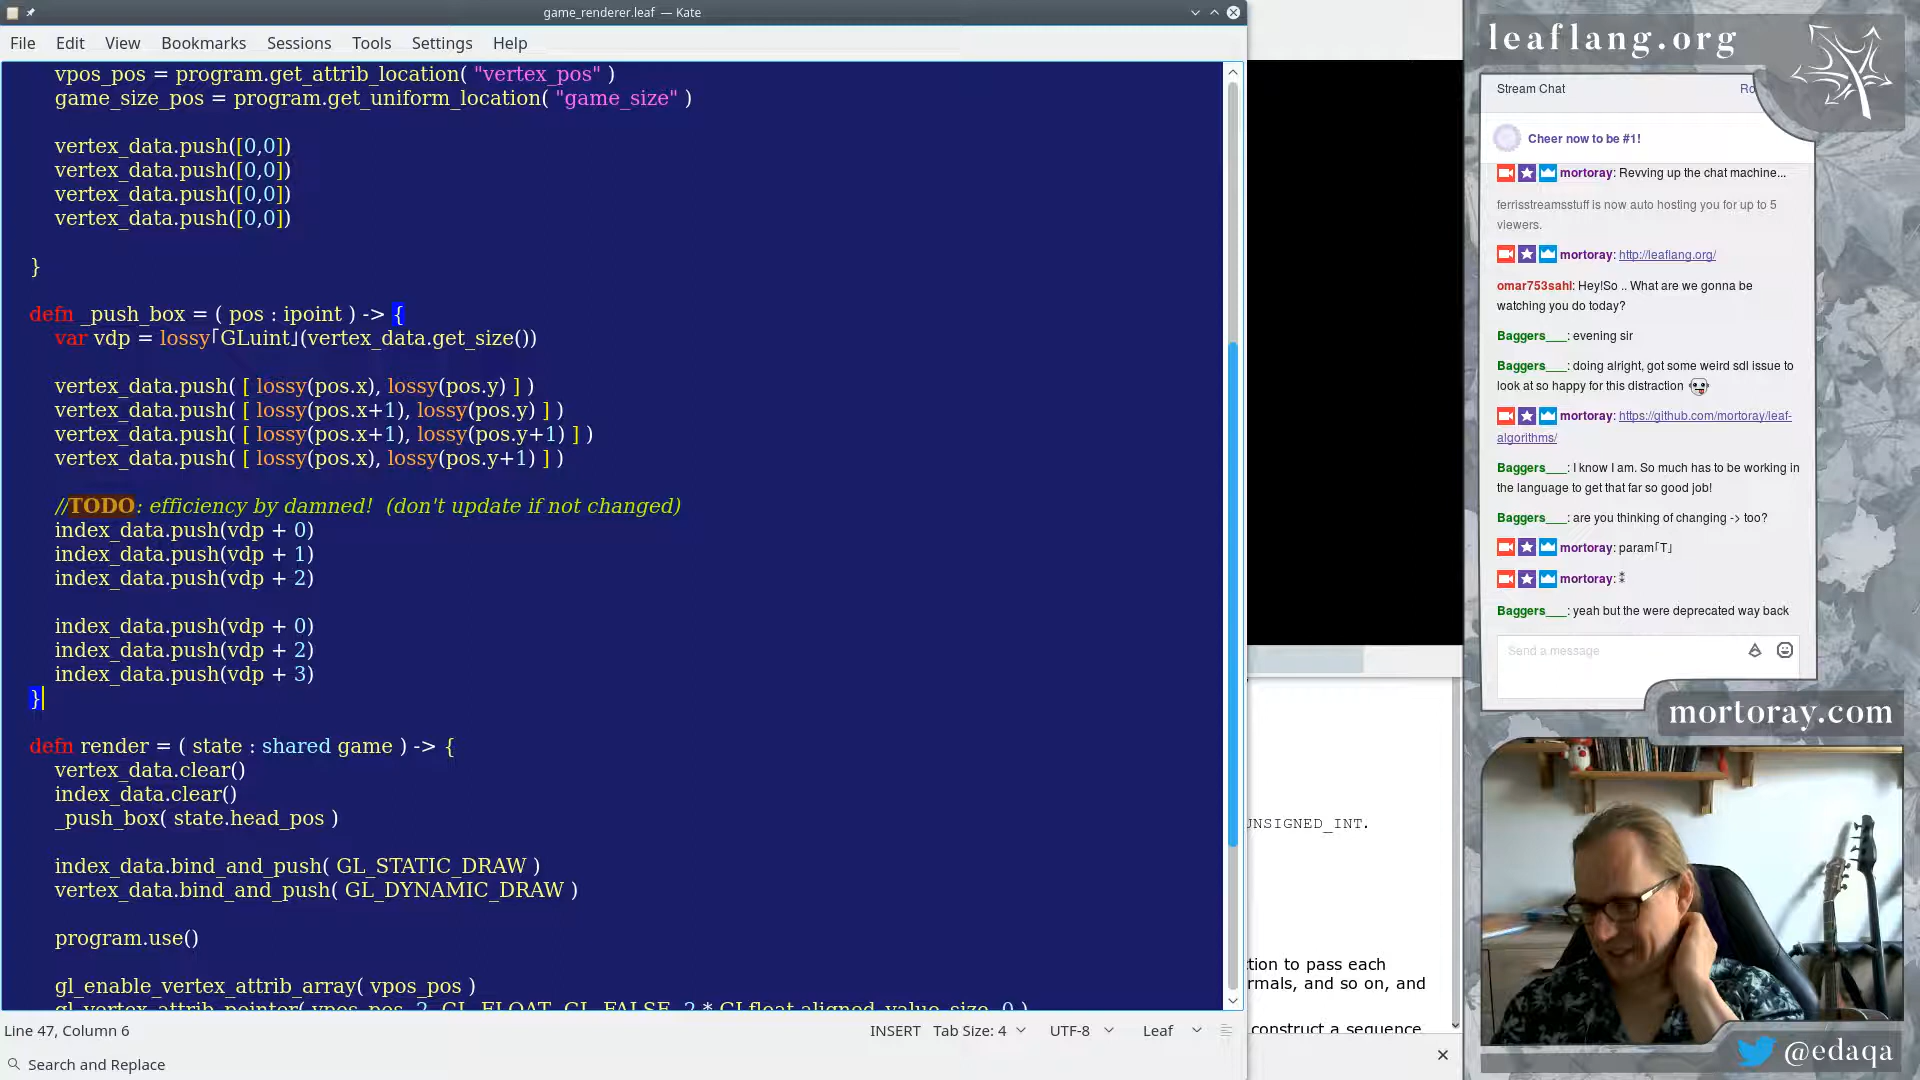 game_renderer.leaf — Kate
File Edit View Bookmarks Sessions Tools Settings Help
vpos_pos = program.get_attrib_location( "vertex_pos" )
game_size_pos = program.get_uniform_location( "game_size" )
vertex_data.push([0,0])
vertex_data.push([0,0])
vertex_data.push([0,0])
vertex_data.push([0,0])
}
defn _push_box = ( pos : ipoint ) -> {
var vdp = lossy｢GLuint｣(vertex_data.get_size())
vertex_data.push( [ lossy(pos.x), lossy(pos.y) ] )
vertex_data.push( [ lossy(pos.x+1), lossy(pos.y) ] )
vertex_data.push( [ lossy(pos.x+1), lossy(pos.y+1) ] )
vertex_data.push( [ lossy(pos.x), lossy(pos.y+1) ] )
//TODO: efficiency by damned!  (don't update if not changed)
index_data.push(vdp + 0)
index_data.push(vdp + 1)
index_data.push(vdp + 2)
index_data.push(vdp + 0)
index_data.push(vdp + 2)
index_data.push(vdp + 3)
}
defn render = ( state : shared game ) -> {
vertex_data.clear()
index_data.clear()
_push_box( state.head_pos )
index_data.bind_and_push( GL_STATIC_DRAW )
vertex_data.bind_and_push( GL_DYNAMIC_DRAW )
program.use()
gl_enable_vertex_attrib_array( vpos_pos )
gl_vertex_attrib_pointer( vpos_pos, 2, GL_FLOAT, GL_FALSE, 2 * GLfloat.aligned_value_size, 0 )
Line 47, Column 6 INSERT Tab Size: 4 UTF-8 Leaf
Search and Replace
UNSIGNED_INT.
tion to pass each
rmals, and so on, and
construct a sequence
leaflang.org
Stream Chat Ro
Cheer now to be #1!
mortoray: Revving up the chat machine...
ferrisstreamsstuff is now auto hosting you for up to 5
viewers.
mortoray: http://leaflang.org/
omar753sahl: Hey!So .. What are we gonna be
watching you do today?
Baggers___: evening sir
Baggers___: doing alright, got some weird sdl issue to
look at so happy for this distraction
mortoray: https://github.com/mortoray/leaf-
algorithms/
Baggers___: I know I am. So much has to be working in
the language to get that far so good job!
Baggers___: are you thinking of changing -> too?
mortoray: param｢T｣
mortoray: ⁑
Baggers___: yeah but the were deprecated way back
Send a message
mortoray.com
@edaqa